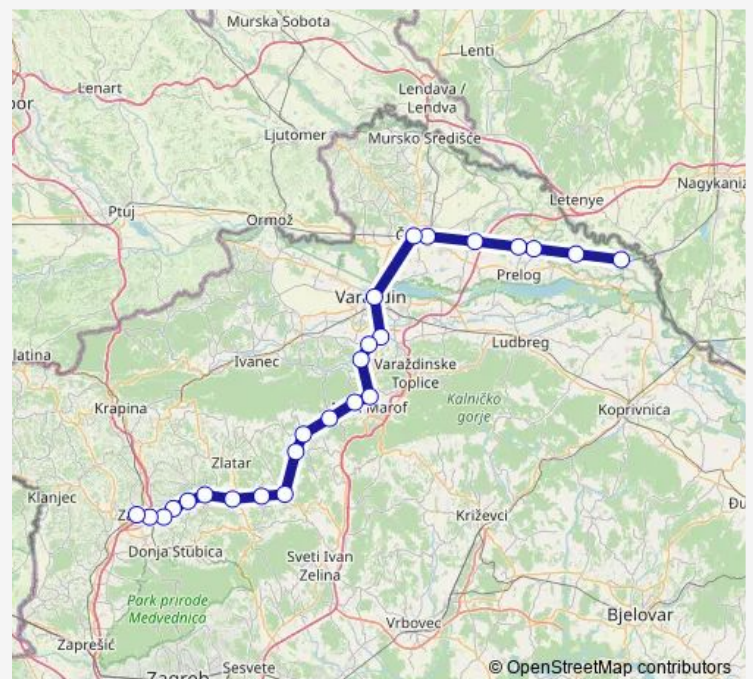 Murska Sobota
Lenti
Lenart
Lendava /
Lendva
Ljutomer
Mursko Središće
Letenye
Ptuj
Ormož
Prelog
Ludbreg
Ivanec
Varaždinske
Toplice
Krapina
Marof
Kalničko
gorje
Koprivnica
Zlatar
Klanjec
Križevci
Donja Stubica
Sveti Ivan
Zelina
Park prirode
Medvednica
Vrbovec
Bjelovar
Zaprešić
Sesvete
© OpenStreetMap contributors